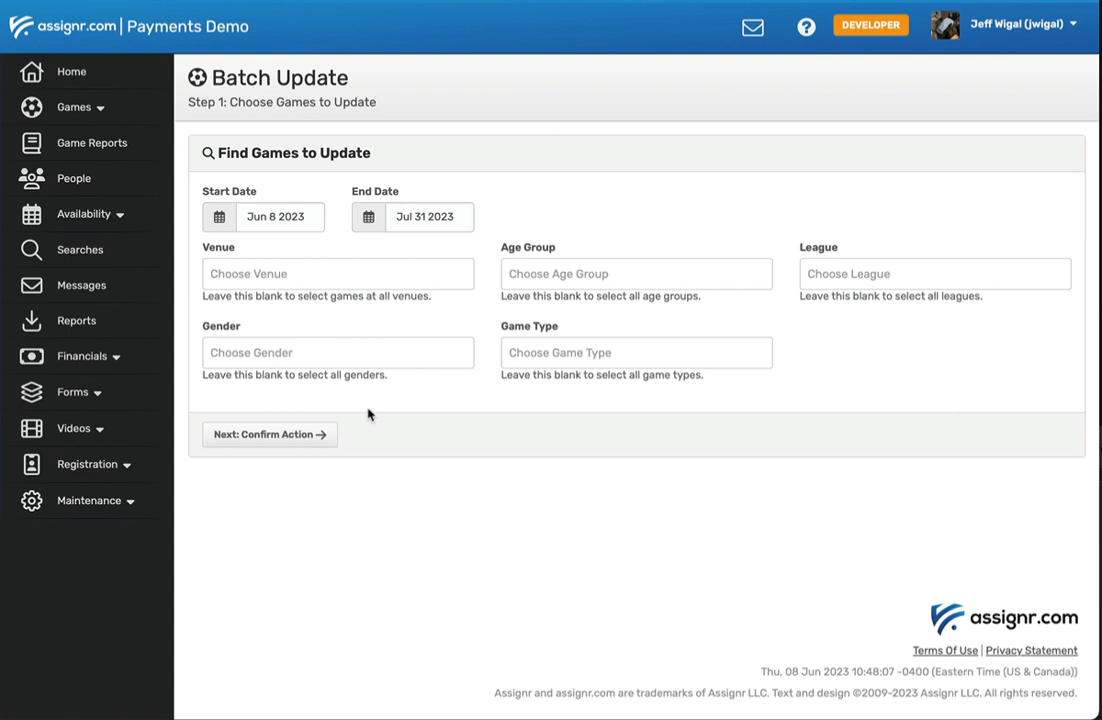 assignr.com | Payments Demo
DEVELOPER
Jeff Wigal (jwigal)
Home
Games
Game Reports
People
Availability
Searches
Messages
Reports
Financials
Forms
Videos
Registration
Maintenance
Batch Update
Step 1: Choose Games to Update
Find Games to Update
Start Date End Date
Jun 8 2023 Jul 31 2023
Venue Age Group League
Choose Venue Choose Age Group Choose League
Leave this blank to select games at all venues. Leave this blank to select all age groups. Leave this blank to select all leagues.
Gender Game Type
Choose Gender Choose Game Type
Leave this blank to select all genders. Leave this blank to select all game types.
Next: Confirm Action →
assignr.com
Terms Of Use | Privacy Statement
Thu, 08 Jun 2023 10:48:07 -0400 (Eastern Time (US & Canada))
Assignr and assignr.com are trademarks of Assignr LLC. Text and design ©2009-2023 Assignr LLC. All rights reserved.